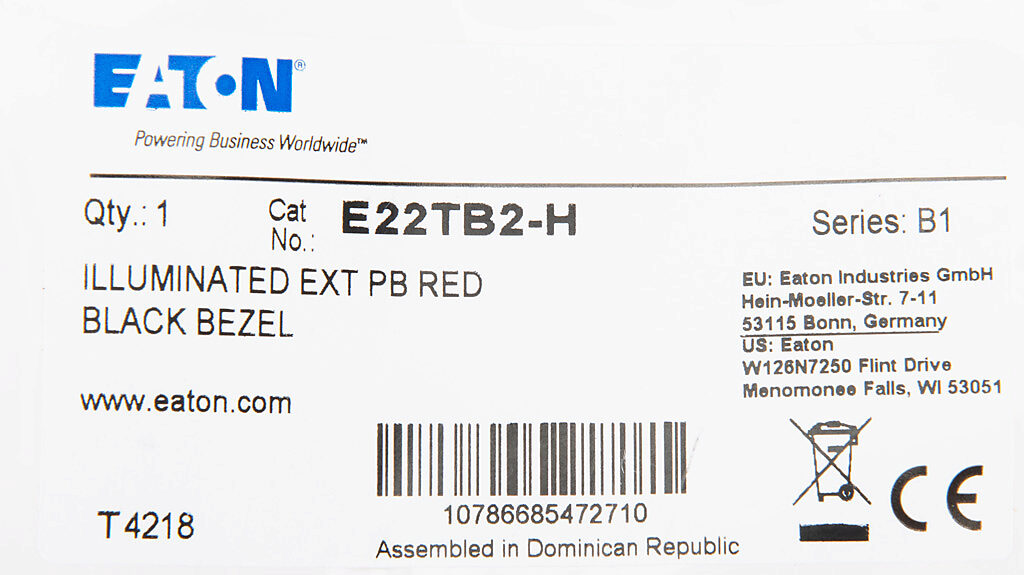 EATON®
Powering Business Worldwide™
Qty.: 1 Cat No.: E22TB2-H Series: B1
ILLUMINATED EXT PB RED
BLACK BEZEL
EU: Eaton Industries GmbH
Hein-Moeller-Str. 7-11
53115 Bonn, Germany
US: Eaton
W126N7250 Flint Drive
Menomonee Falls, WI 53051
www.eaton.com
10786685472710
T4218
Assembled in Dominican Republic
CE